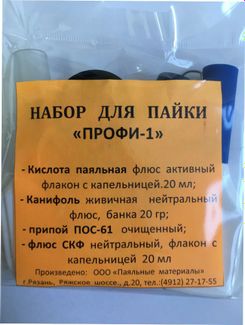 НАБОР ДЛЯ ПАЙКИ
«ПРОФИ-1»
- Кислота паяльная флюс активный
флакон с капельницей.20 мл;
- Канифоль живичная нейтральный
флюс, банка 20 гр;
- припой ПОС-61 очищенный;
- флюс СКФ нейтральный, флакон с
капельницей 20 мл
Произведено: ООО «Паяльные материалы»
г.Рязань, Ряжское шоссе., д.20, тел.:(4912) 27-17-55